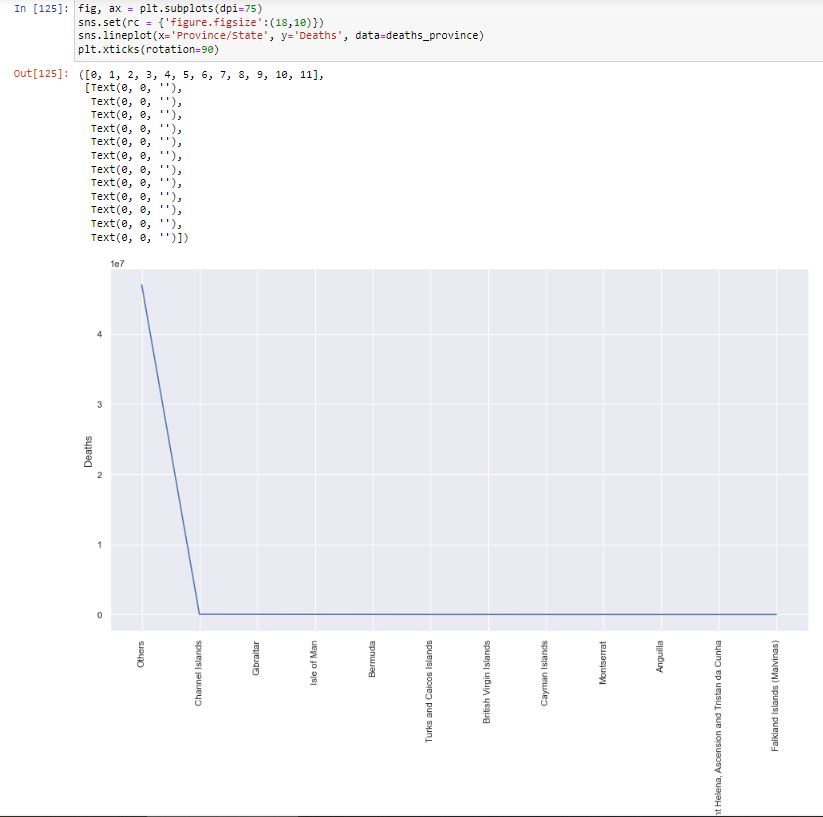 In [125]: fig, ax = plt.subplots(dpi=75)
sns.set(rc = {'figure.figsize':(18,10)})
sns.lineplot(x='Province/State', y='Deaths', data=deaths_province)
plt.xticks(rotation=90)
Out[125]: ([0, 1, 2, 3, 4, 5, 6, 7, 8, 9, 10, 11],
[Text(0, 0, ''),
Text(0, 0, ''),
Text(0, 0, ''),
Text(0, 0, ''),
Text(0, 0, ''),
Text(0, 0, ''),
Text(0, 0, ''),
Text(0, 0, ''),
Text(0, 0, ''),
Text(0, 0, ''),
Text(0, 0, ''),
Text(0, 0, '')])
1e7
4
3
2
1
0
Deaths
Others
Channel Islands
Gibraltar
Isle of Man
Bermuda
Turks and Caicos Islands
British Virgin Islands
Cayman Islands
Montserrat
Anguilla
nt Helena, Ascension and Tristan da Cunha
Falkland Islands (Malvinas)